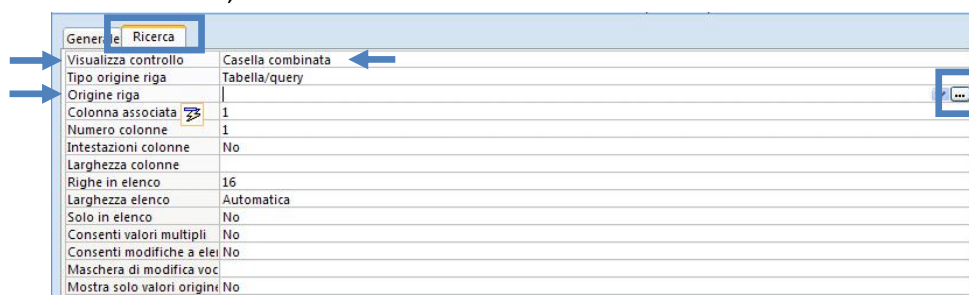 Generale Ricerca
Visualizza controllo Casella combinata
Tipo origine riga Tabella/query
Origine riga ...
Colonna associata 1
Numero colonne 1
Intestazioni colonne No
Larghezza colonne
Righe in elenco 16
Larghezza elenco Automatica
Solo in elenco No
Consenti valori multipli No
Consenti modifiche a ele No
Maschera di modifica voc
Mostra solo valori origine No